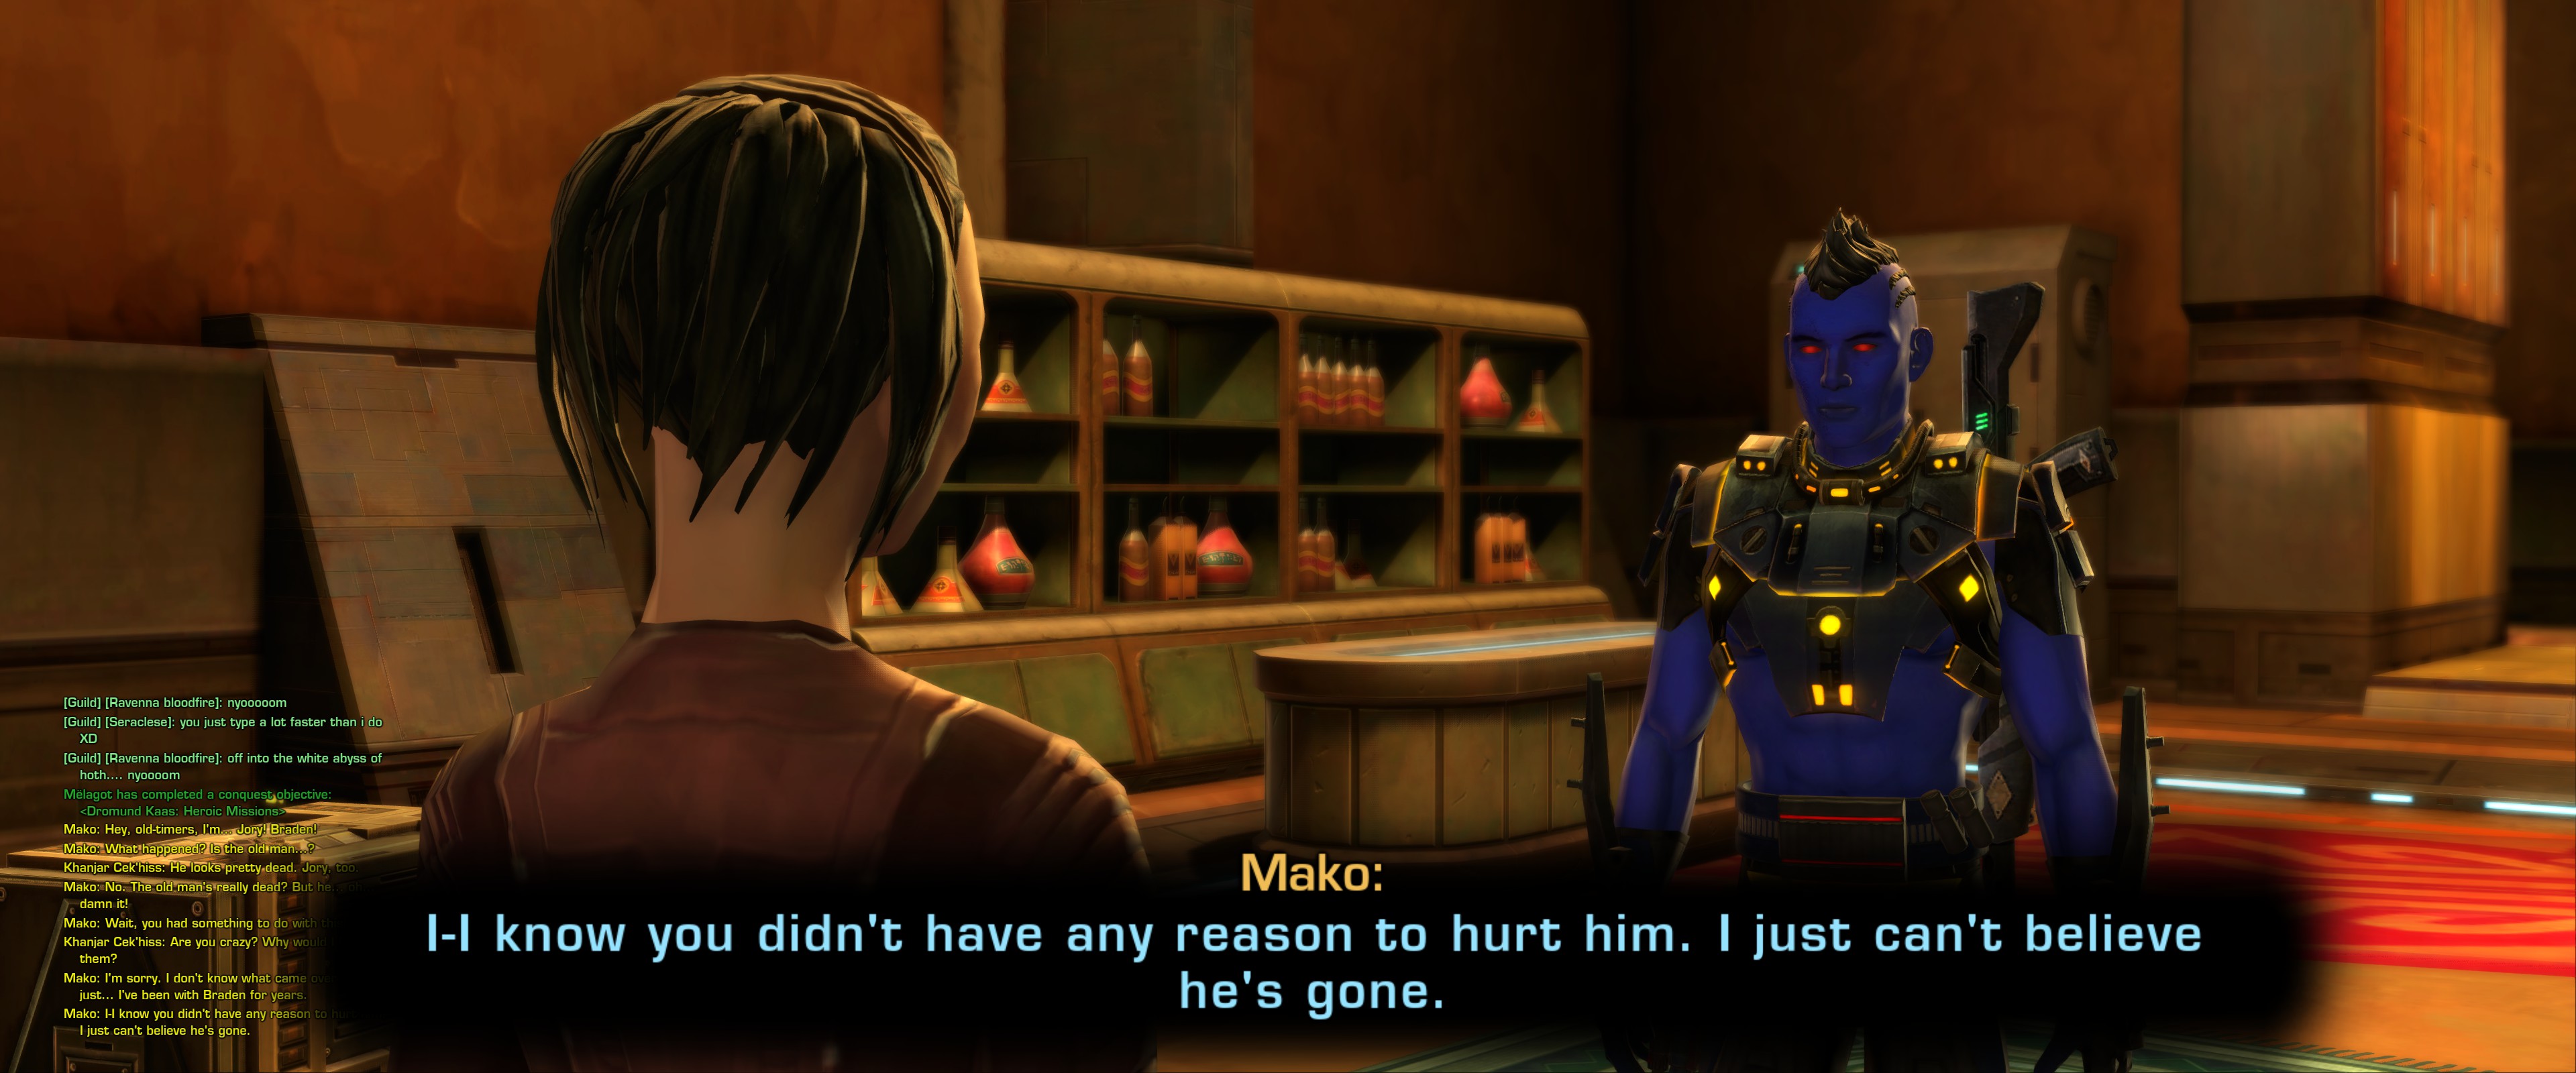 [Guild] [Ravenna bloodfire]: nyooooom
[Guild] [Seraclese]: you just type a lot faster than i do
XD
[Guild] [Ravenna bloodfire]: off into the white abyss of
hoth.... nyoooom
Mélagot has completed a conquest objective:
<Dromund Kaas: Heroic Missions>
Mako: Hey, old-timers, I'm... Jory! Braden!
Mako: What happened? Is the old man...?
Khanjar Cek'hiss: He looks pretty dead. Jory, too.
Mako: No. The old man's really dead? But he...
damn it!
Mako: Wait, you had something to do with
Khanjar Cek'hiss: Are you crazy? Why would
them?
Mako: I'm sorry. I don't know what came over
just... I've been with Braden for years.
Mako: I-I know you didn't have any reason to
I just can't believe he's gone.
Mako:
I-I know you didn't have any reason to hurt him. I just can't believe
he's gone.